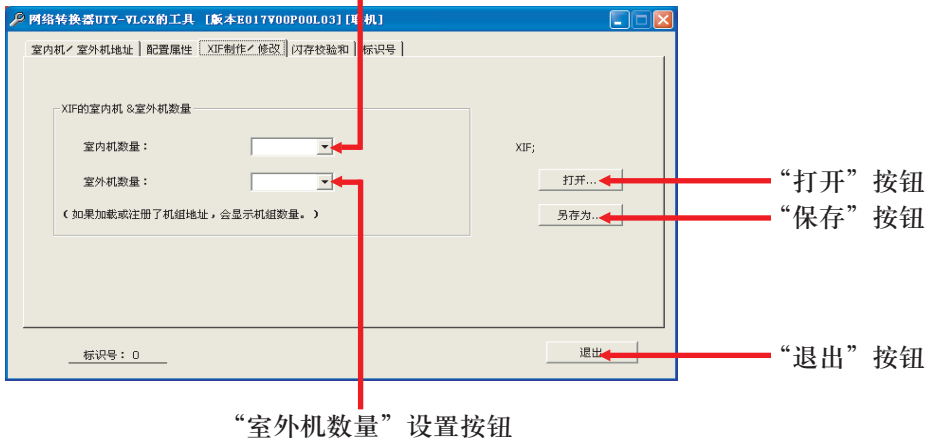 网络转换器UTY-VLGX的工具 [版本E017V00P00L03][联机]
室内机／室外机地址 配置属性 XIF制作／修改 闪存校验和 标识号
XIF的室内机 &室外机数量
室内机数量：
XIF;
室外机数量：
打开... “打开”按钮
(如果加载或注册了机组地址，会显示机组数量。)
另存为... “保存”按钮
标识号：0
退出 “退出”按钮
“室外机数量”设置按钮